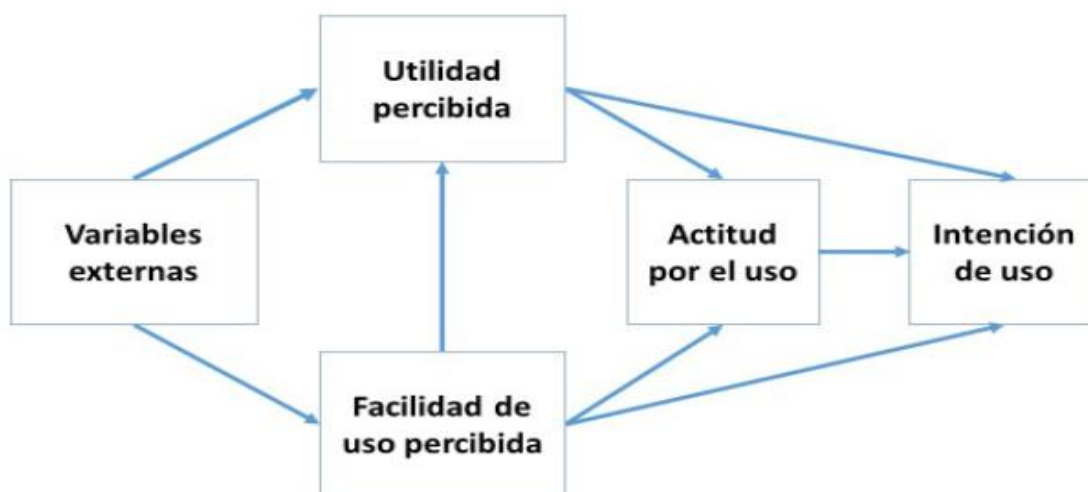 Utilidad
percibida
Variables
externas
Actitud
por el uso
Intención
de uso
Facilidad de
uso percibida